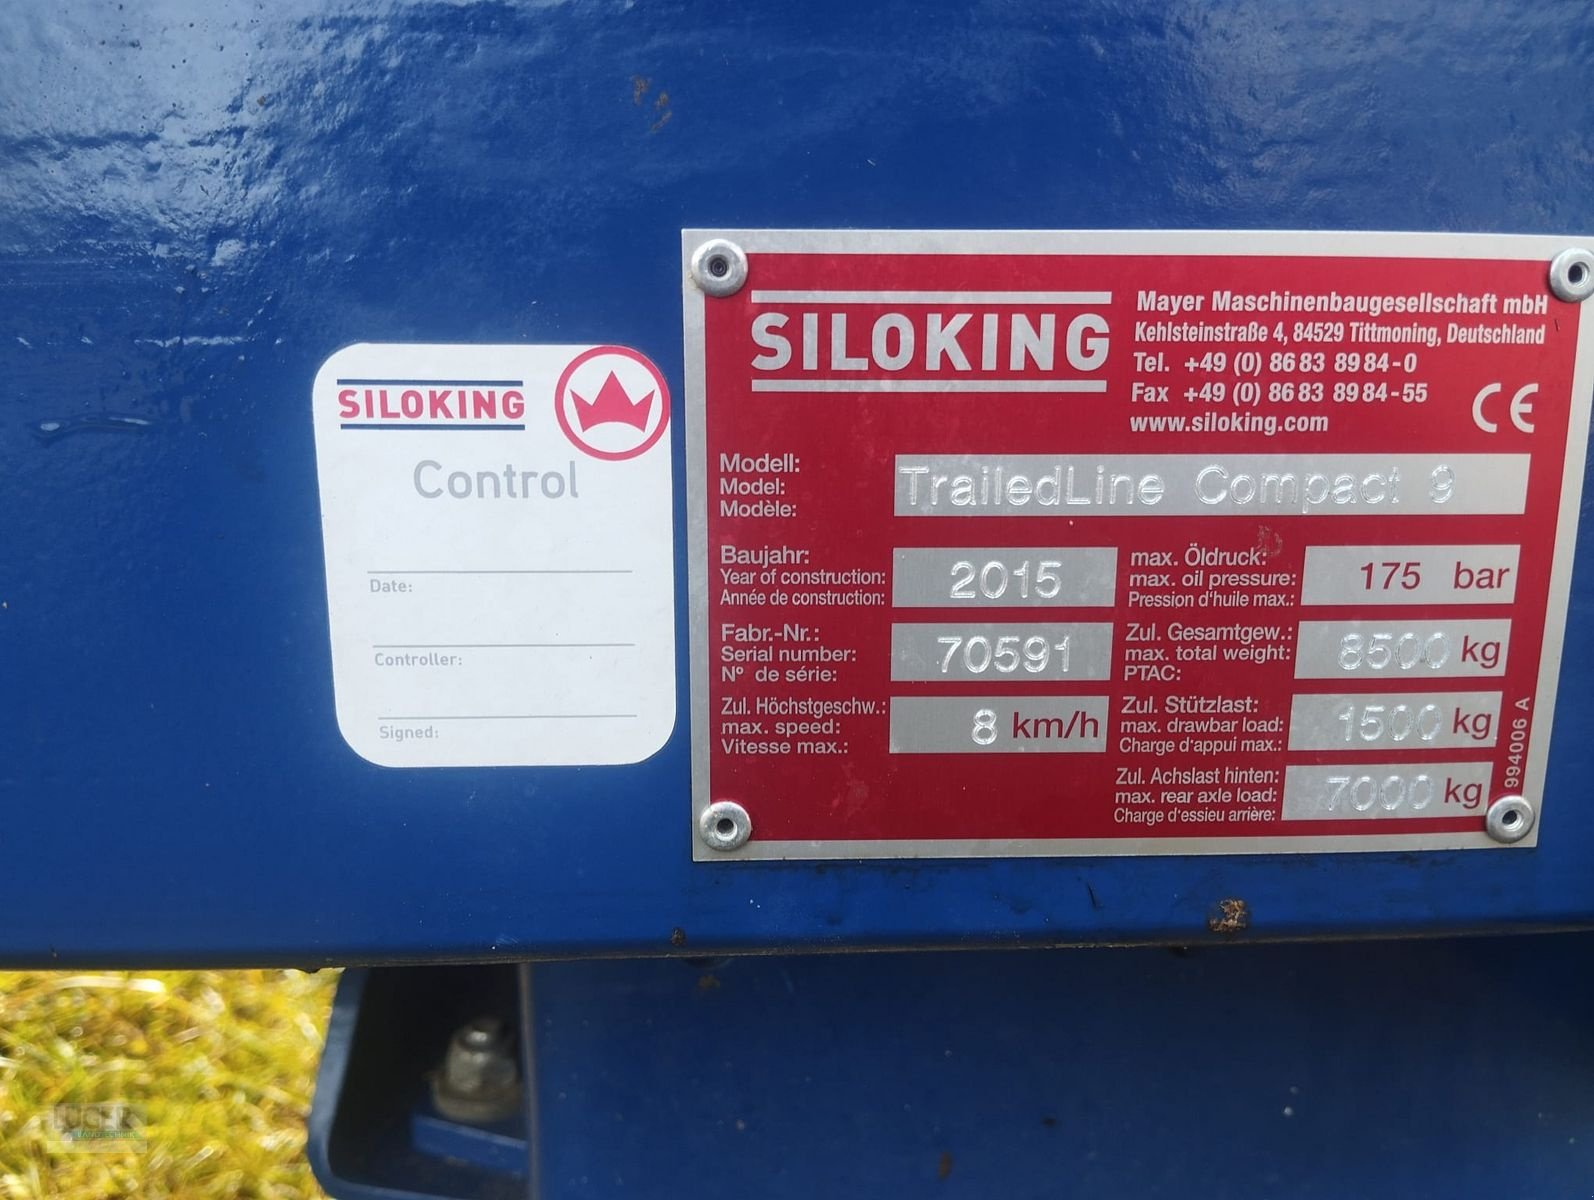 SILOKING
Control
Date:
Controller:
Signed:
SILOKING
Mayer Maschinenbaugesellschaft mbH
Kehlsteinstraße 4, 84529 Tittmoning, Deutschland
Tel. +49 (0) 86 83 89 84-0
Fax +49 (0) 86 83 89 84-55
www.siloking.com
CE
Modell:
Model: TrailedLine Compact 9
Modèle:
Baujahr:
Year of construction: 2015
Année de construction:
max. Öldruck:
max. oil pressure: 175 bar
Pression d'huile max.:
Fabr.-Nr.:
Serial number: 70591
N° de série:
Zul. Gesamtgew.:
max. total weight: 8500 kg
PTAC:
Zul. Höchstgeschw.:
max. speed: 8 km/h
Vitesse max.:
Zul. Stützlast:
max. drawbar load: 1500 kg
Charge d'appui max.:
Zul. Achslast hinten:
max. rear axle load: 7000 kg
Charge d'essieu arrière:
994006 A
LANDTECHNIK